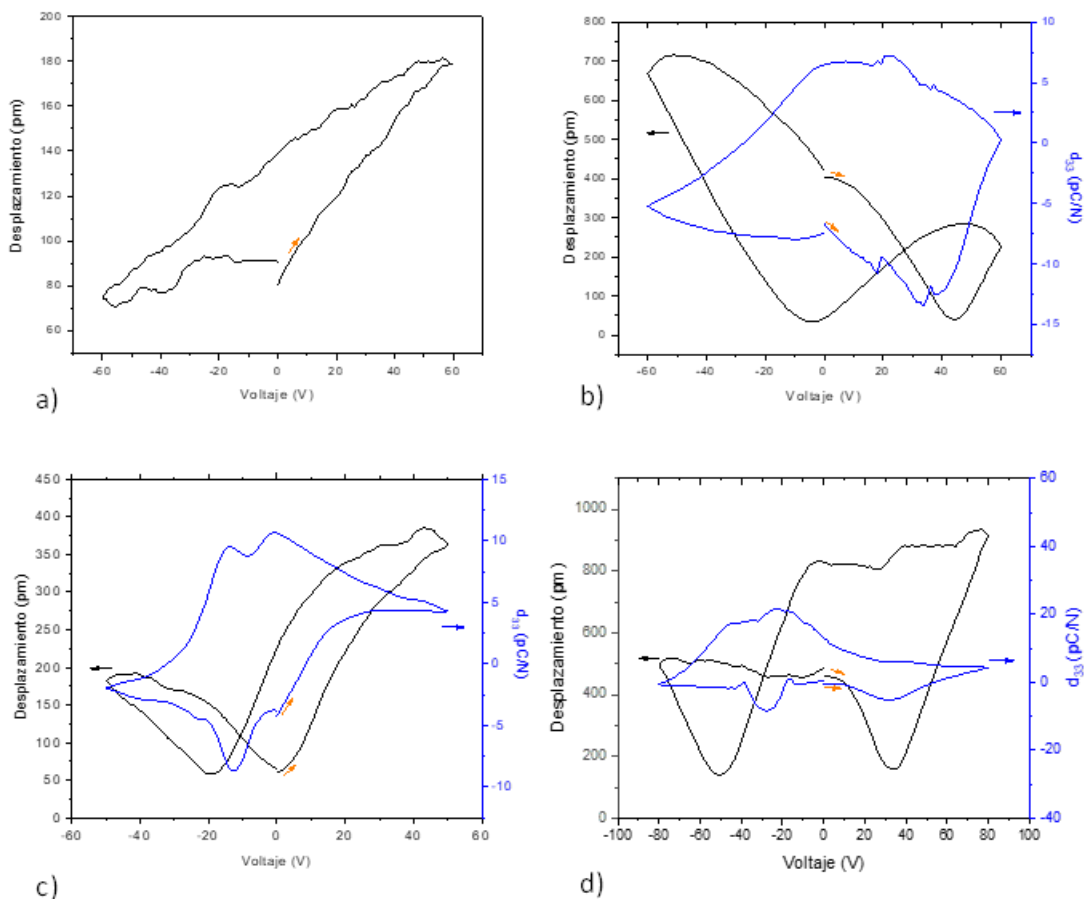 200
180
160
140
120
100
80
60
Desplazamiento (pm)
-60 -40 -20 0 20 40 60
Voltaje (V)
a)
800
700
600
500
400
300
200
100
0
Desplazamiento (pm)
10
5
0
-5
-10
-15
d33 (pC/N)
-60 -40 -20 0 20 40 60
Voltaje (V)
b)
450
400
350
300
250
200
150
100
50
0
Desplazamiento (pm)
15
10
5
0
-5
-10
d33 (pC/N)
-60 -40 -20 0 20 40 60
Voltaje (V)
c)
1000
800
600
400
200
0
Desplazamiento (pm)
60
40
20
0
-20
-40
d33 (pC/N)
-100 -80 -60 -40 -20 0 20 40 60 80 100
Voltaje (V)
d)